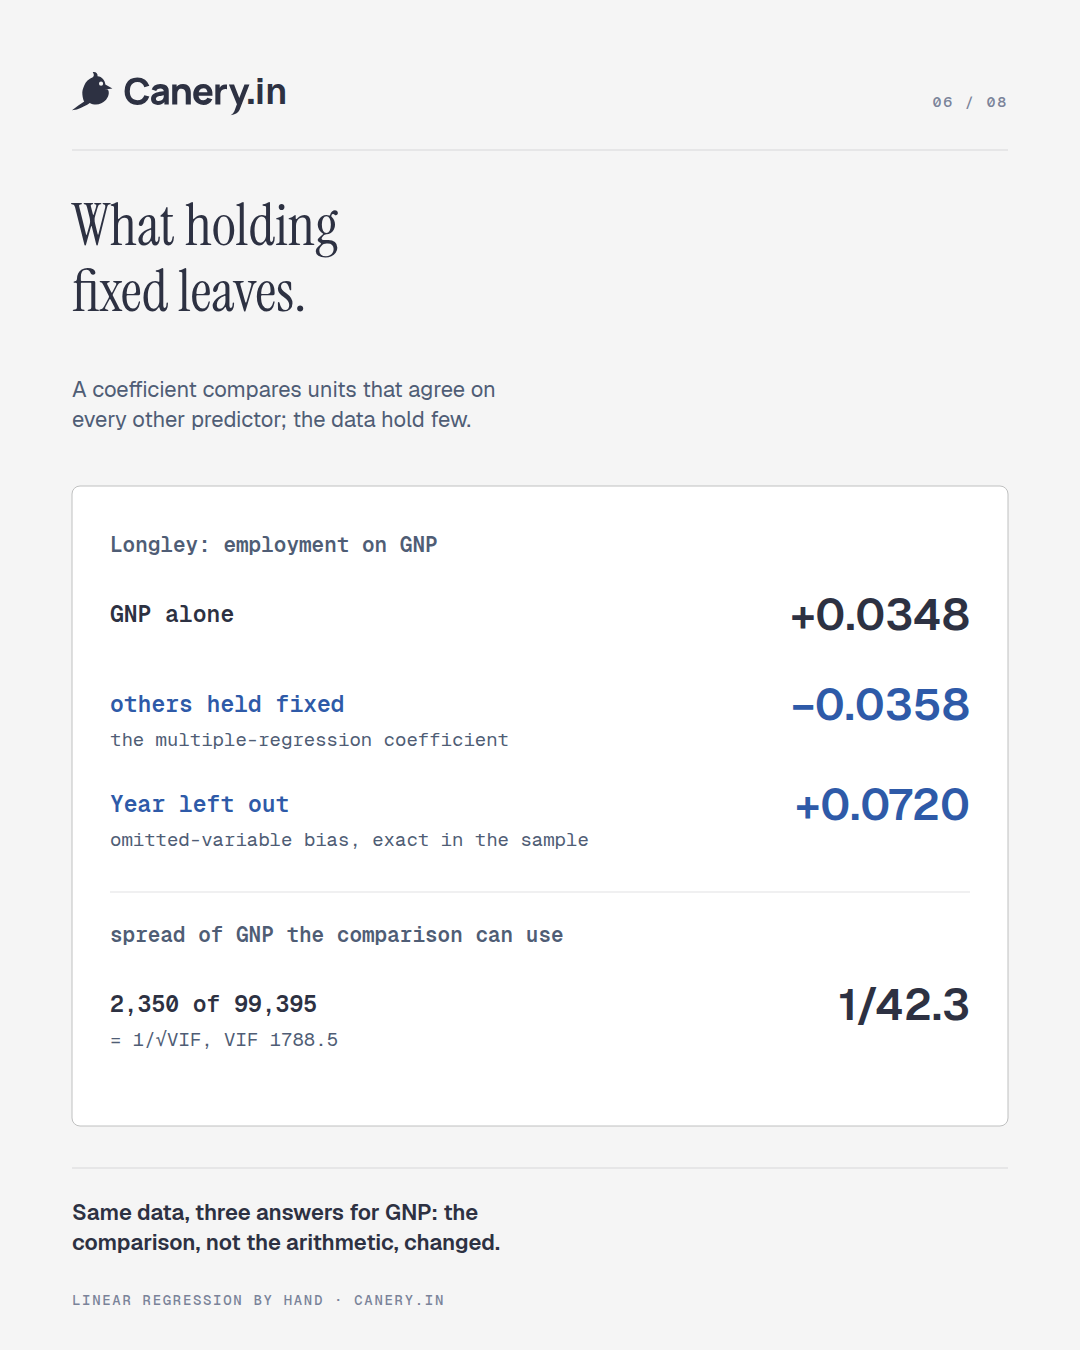 Canery.in
06 / 08
What holding
fixed leaves.
A coefficient compares units that agree on
every other predictor; the data hold few.
Longley: employment on GNP
GNP alone
+0.0348
others held fixed
−0.0358
the multiple-regression coefficient
Year left out
+0.0720
omitted-variable bias, exact in the sample
spread of GNP the comparison can use
2,350 of 99,395
1/42.3
= 1/√VIF, VIF 1788.5
Same data, three answers for GNP: the
comparison, not the arithmetic, changed.
LINEAR REGRESSION BY HAND · CANERY.IN